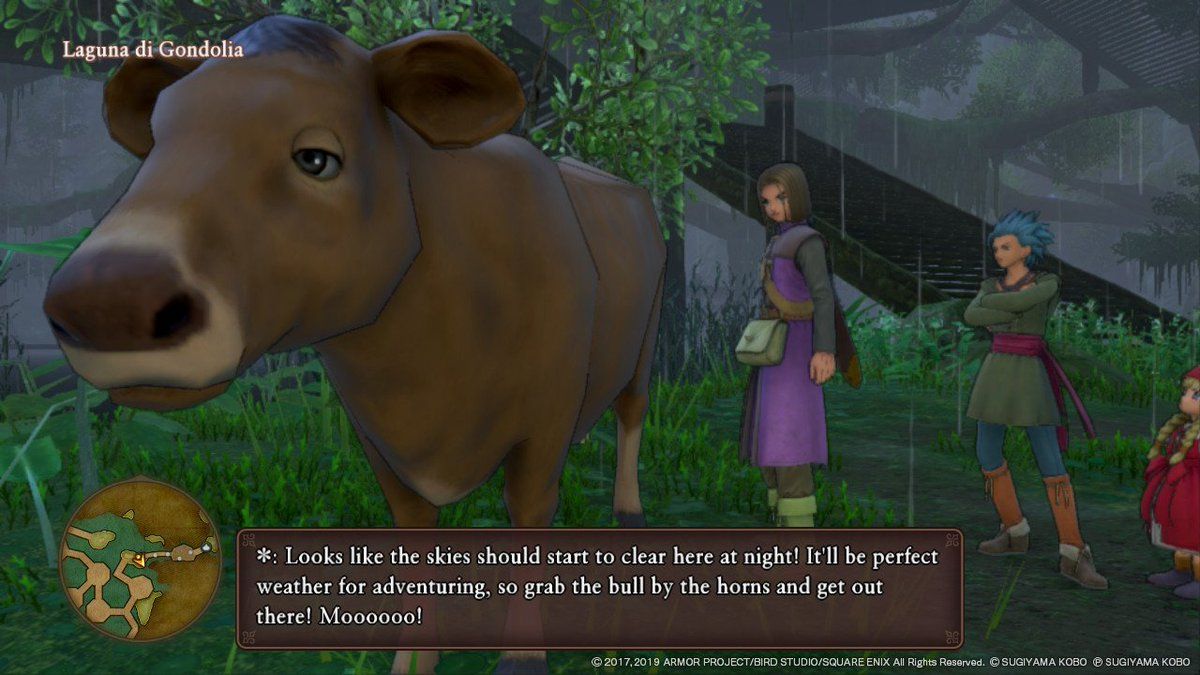 Laguna di Gondolia
*: Looks like the skies should start to clear here at night! It'll be perfect
weather for adventuring, so grab the bull by the horns and get out
there! Moooooo!
© 2017, 2019 ARMOR PROJECT/BIRD STUDIO/SQUARE ENIX All Rights Reserved. © SUGIYAMA KOBO ℗ SUGIYAMA KOBO